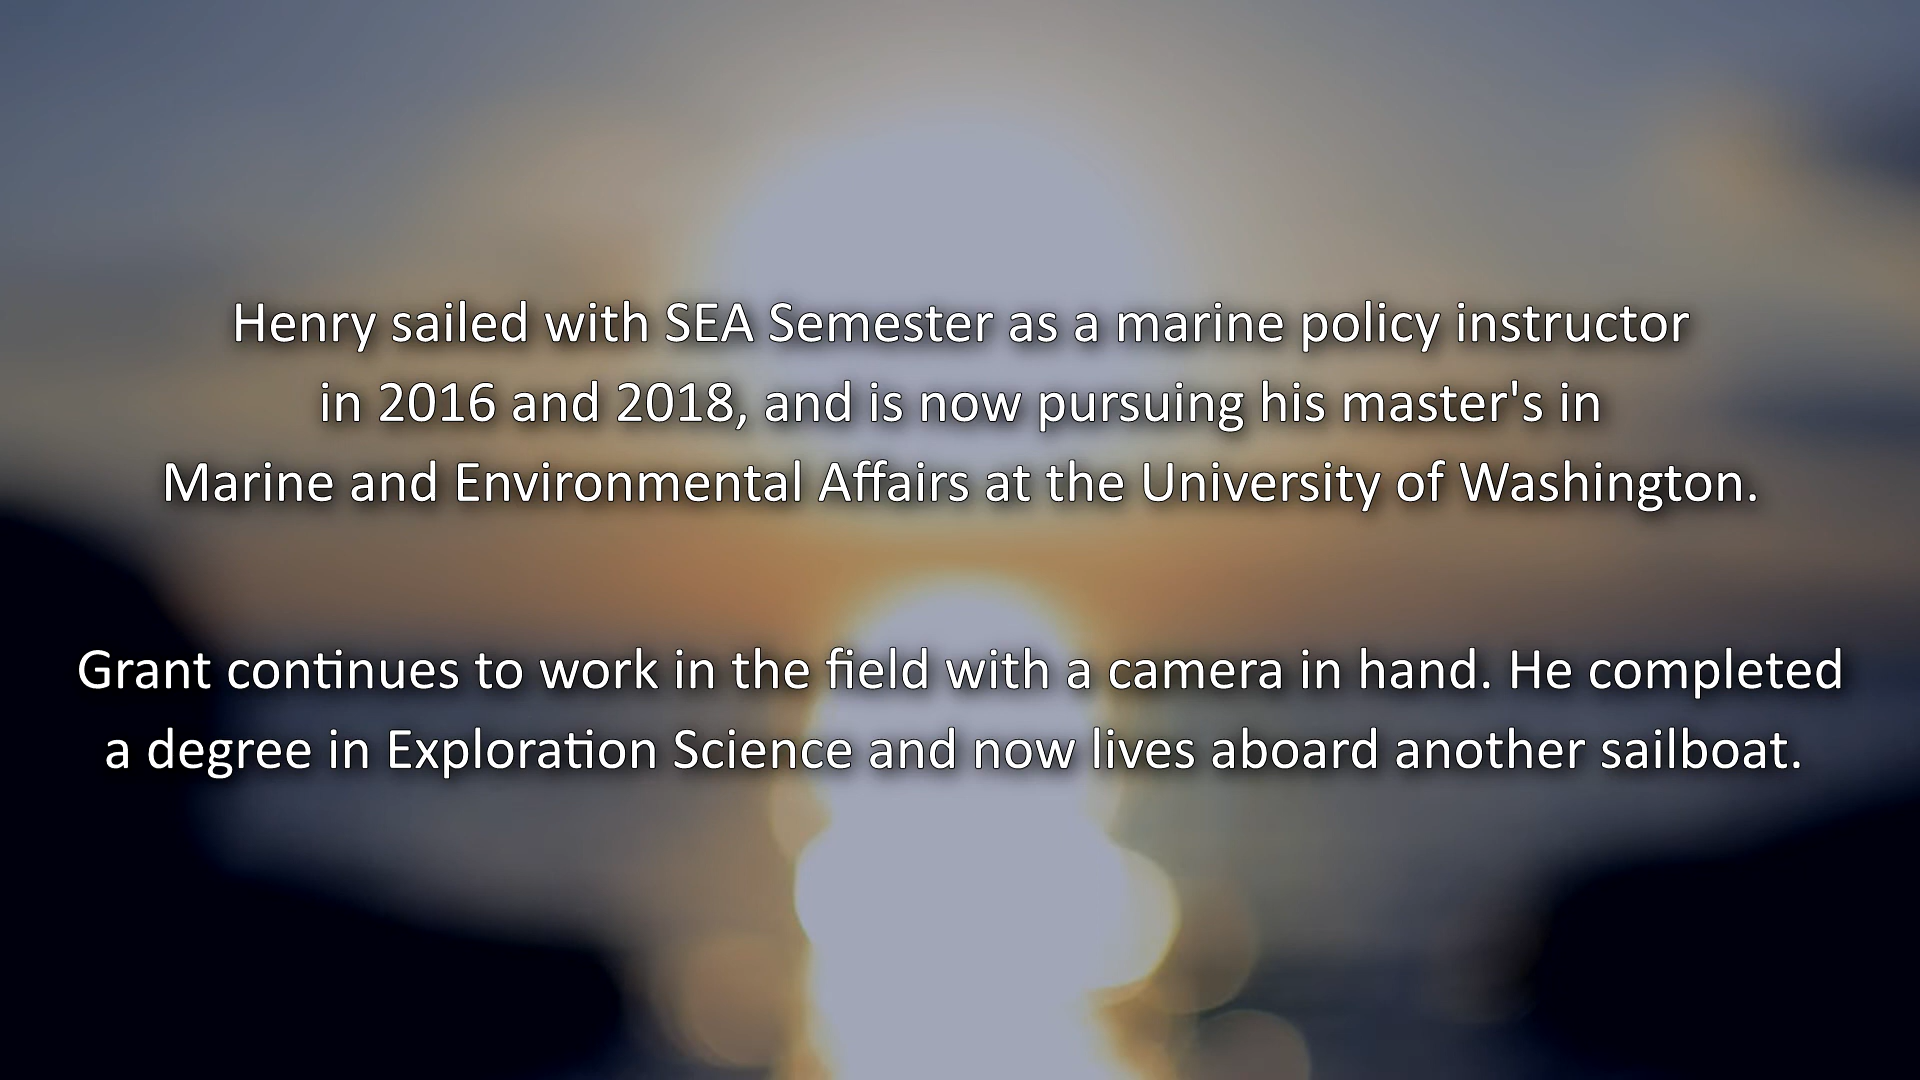 Henry sailed with SEA Semester as a marine policy instructor
in 2016 and 2018, and is now pursuing his master's in
Marine and Environmental Affairs at the University of Washington.
Grant continues to work in the field with a camera in hand. He completed
a degree in Exploration Science and now lives aboard another sailboat.